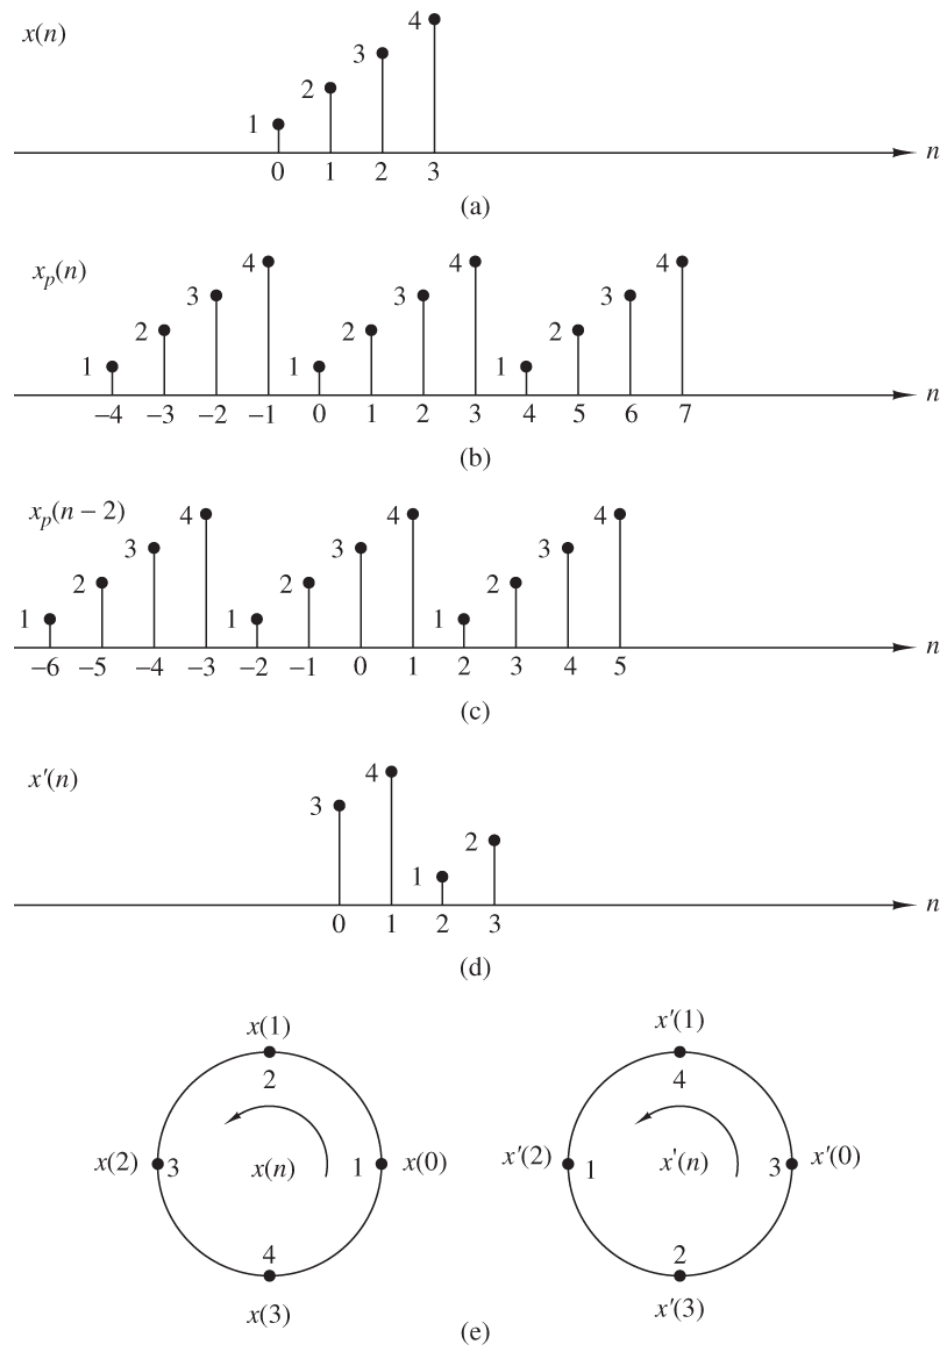 x(n)
1 2 3 4
0 1 2 3 n
(a)
x_p(n)
1 2 3 4 1 2 3 4 1 2 3 4
−4 −3 −2 −1 0 1 2 3 4 5 6 7 n
(b)
x_p(n − 2)
1 2 3 4 1 2 3 4 1 2 3 4
−6 −5 −4 −3 −2 −1 0 1 2 3 4 5 n
(c)
x′(n)
3 4 1 2
0 1 2 3 n
(d)
x(1)
2
x(2) 3 x(n) 1 x(0)
4
x(3)
x′(1)
4
x′(2) 1 x'(n) 3 x′(0)
2
x′(3)
(e)